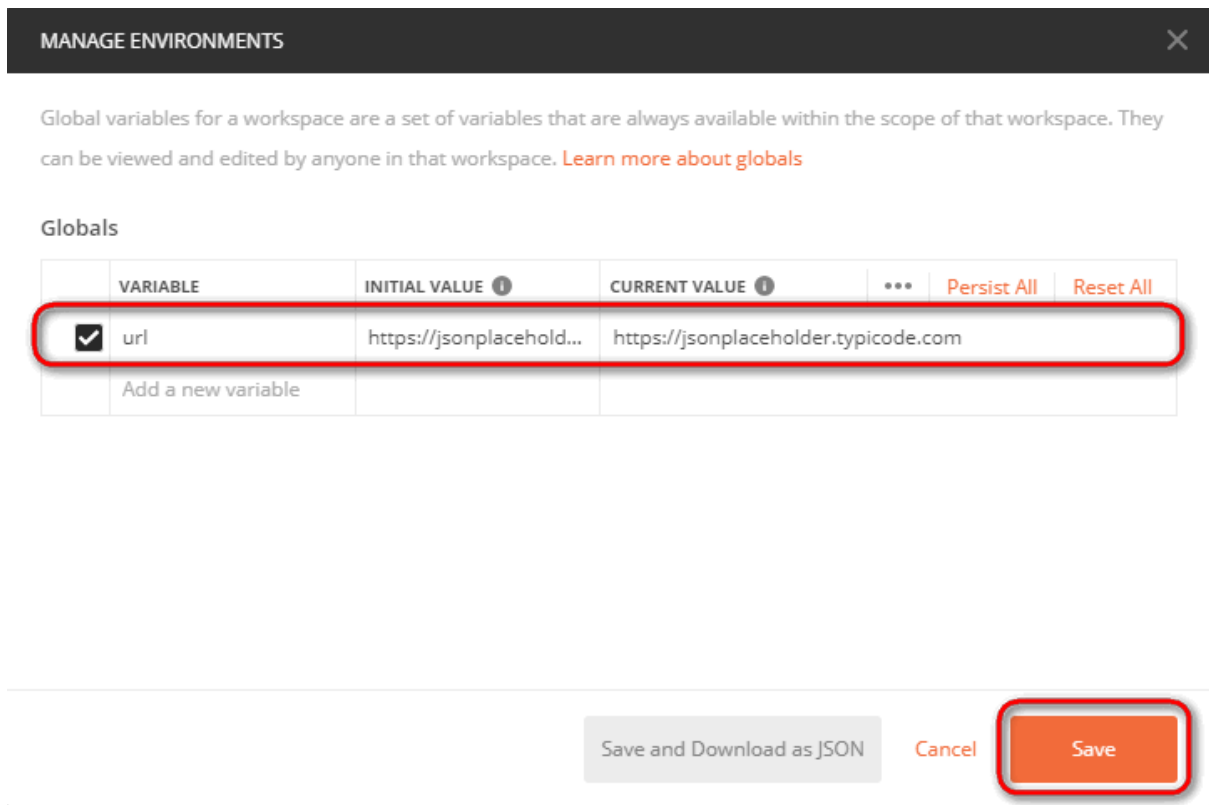 MANAGE ENVIRONMENTS
Global variables for a workspace are a set of variables that are always available within the scope of that workspace. They
can be viewed and edited by anyone in that workspace. Learn more about globals
Globals
VARIABLE INITIAL VALUE CURRENT VALUE ••• Persist All Reset All
url https://jsonplacehold... https://jsonplaceholder.typicode.com
Add a new variable
Save and Download as JSON Cancel Save